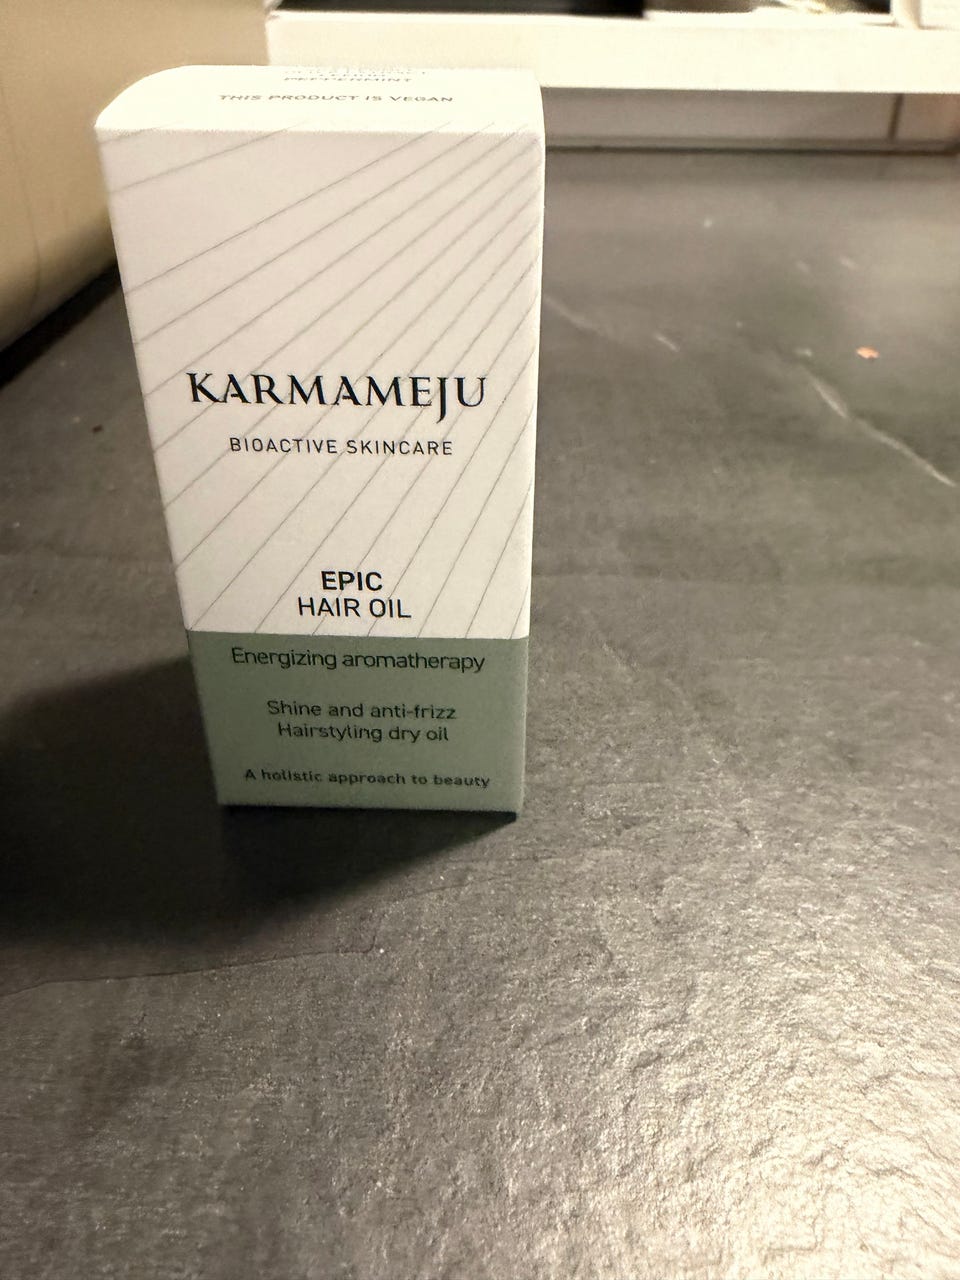 PEPPERMINT
THIS PRODUCT IS VEGAN
KARMAMEJU
BIOACTIVE SKINCARE
EPIC
HAIR OIL
Energizing aromatherapy
Shine and anti-frizz
Hairstyling dry oil
A holistic approach to beauty